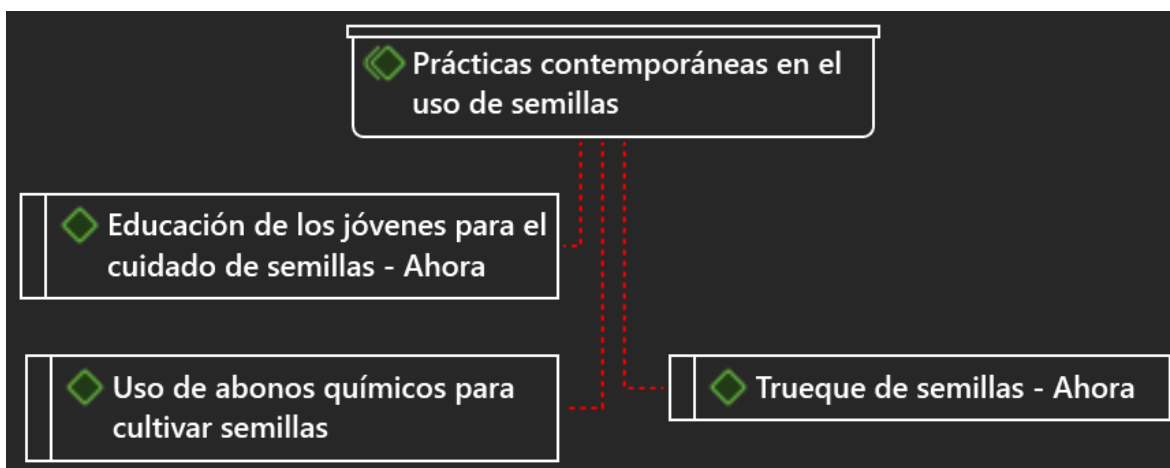 Prácticas contemporáneas en el
uso de semillas
Educación de los jóvenes para el
cuidado de semillas - Ahora
Uso de abonos químicos para
cultivar semillas
Trueque de semillas - Ahora